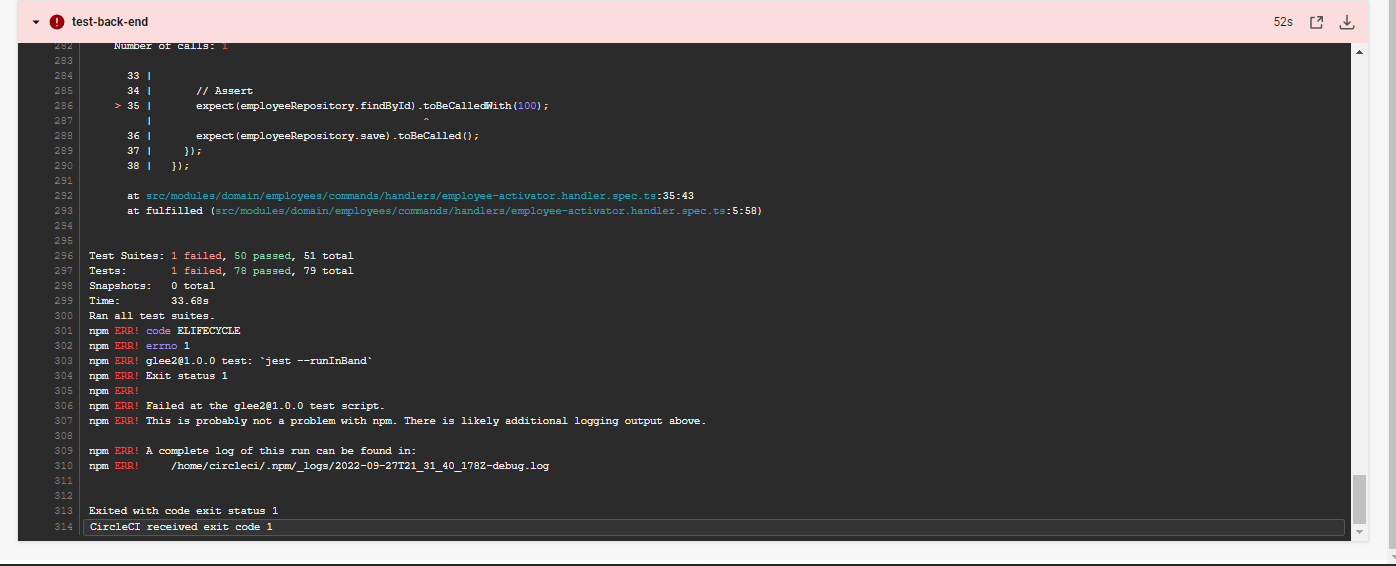 test-back-end 52s
282 Number of calls: 1
283
284 33 |
285 34 | // Assert
286 > 35 | expect(employeeRepository.findById).toBeCalledWith(100);
287 | ^
288 36 | expect(employeeRepository.save).toBeCalled();
289 37 | });
290 38 | });
291
292 at src/modules/domain/employees/commands/handlers/employee-activator.handler.spec.ts:35:43
293 at fulfilled (src/modules/domain/employees/commands/handlers/employee-activator.handler.spec.ts:5:58)
294
295
296 Test Suites: 1 failed, 50 passed, 51 total
297 Tests: 1 failed, 78 passed, 79 total
298 Snapshots: 0 total
299 Time: 33.68s
300 Ran all test suites.
301 npm ERR! code ELIFECYCLE
302 npm ERR! errno 1
303 npm ERR! glee2@1.0.0 test: `jest --runInBand`
304 npm ERR! Exit status 1
305 npm ERR!
306 npm ERR! Failed at the glee2@1.0.0 test script.
307 npm ERR! This is probably not a problem with npm. There is likely additional logging output above.
308
309 npm ERR! A complete log of this run can be found in:
310 npm ERR! /home/circleci/.npm/_logs/2022-09-27T21_31_40_178Z-debug.log
311
312
313 Exited with code exit status 1
314 CircleCI received exit code 1